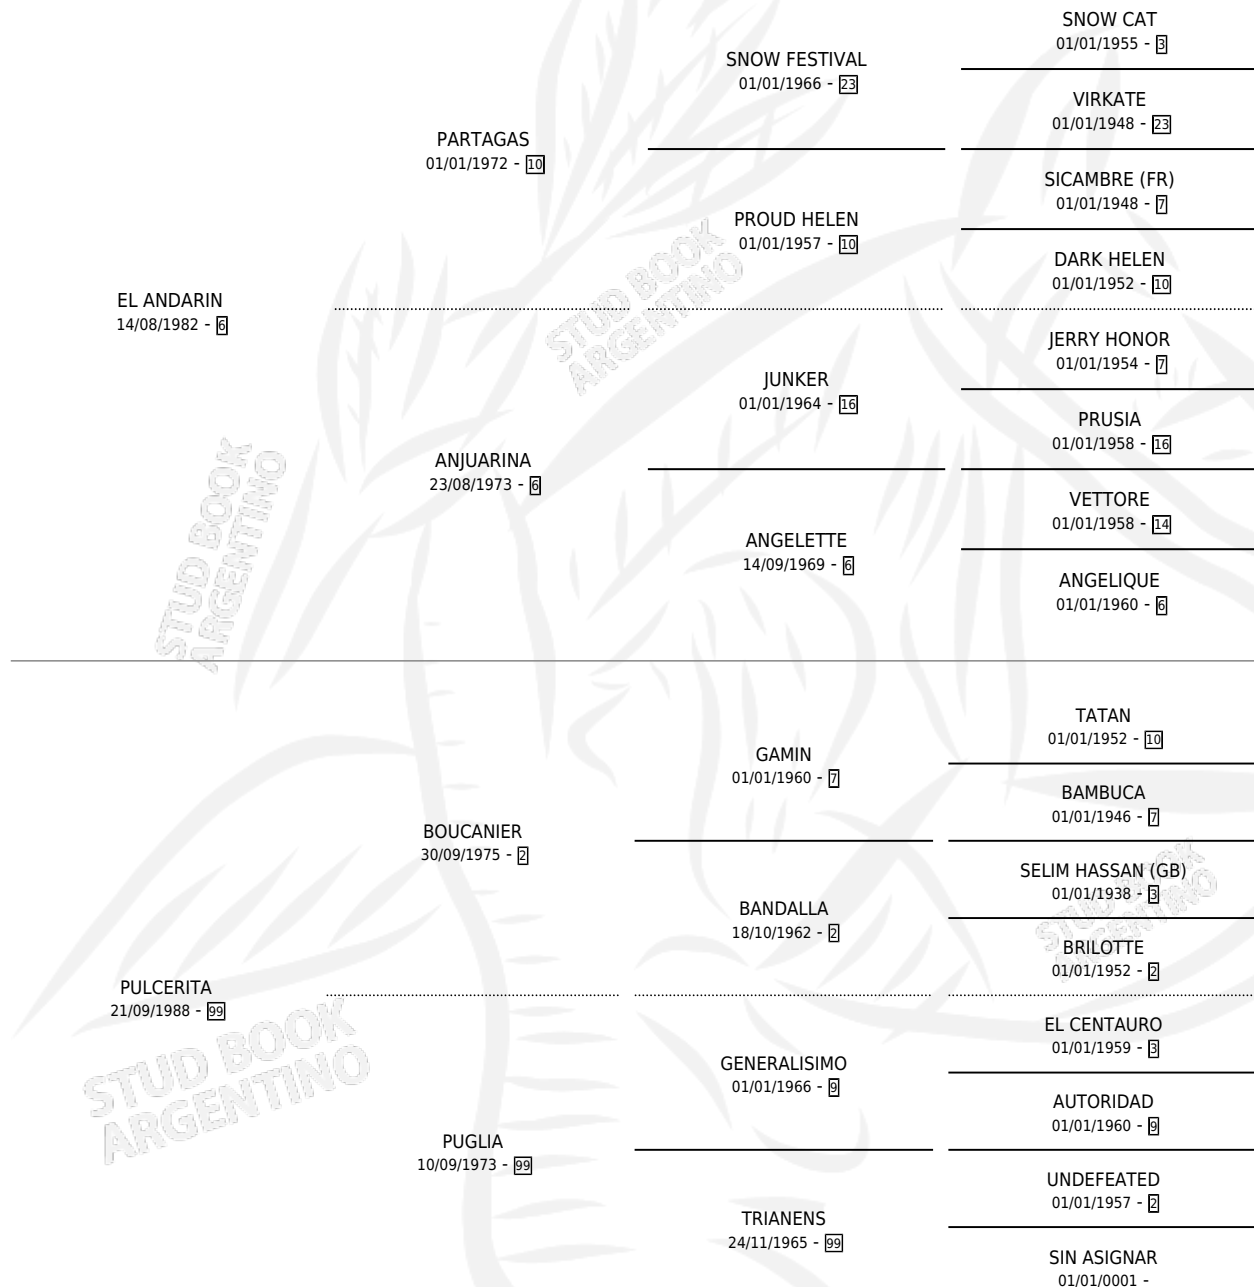 SNOW CAT
01/01/1955 - 3
SNOW FESTIVAL
01/01/1966 - 23
VIRKATE
01/01/1948 - 23
PARTAGAS
01/01/1972 - 10
SICAMBRE (FR)
01/01/1948 - 7
PROUD HELEN
01/01/1957 - 10
DARK HELEN
01/01/1952 - 10
EL ANDARIN
14/08/1982 - 6
STUD BOOK
ARGENTINO
JERRY HONOR
01/01/1954 - 7
JUNKER
01/01/1964 - 16
PRUSIA
01/01/1958 - 16
ANJUARINA
23/08/1973 - 6
VETTORE
01/01/1958 - 14
ANGELETTE
14/09/1969 - 6
ANGELIQUE
01/01/1960 - 6
STUD BOOK
ARGENTINO
TATAN
01/01/1952 - 10
GAMIN
01/01/1960 - 7
BAMBUCA
01/01/1946 - 7
BOUCANIER
30/09/1975 - 2
SELIM HASSAN (GB)
01/01/1938 - 3
BANDALLA
18/10/1962 - 2
STUD BOOK
ARGENTINO
BRILOTTE
01/01/1952 - 2
PULCERITA
21/09/1988 - 99
STUD BOOK
ARGENTINO
EL CENTAURO
01/01/1959 - 3
GENERALISIMO
01/01/1966 - 9
AUTORIDAD
01/01/1960 - 9
PUGLIA
10/09/1973 - 99
UNDEFEATED
01/01/1957 - 2
TRIANENS
24/11/1965 - 99
SIN ASIGNAR
01/01/0001 -